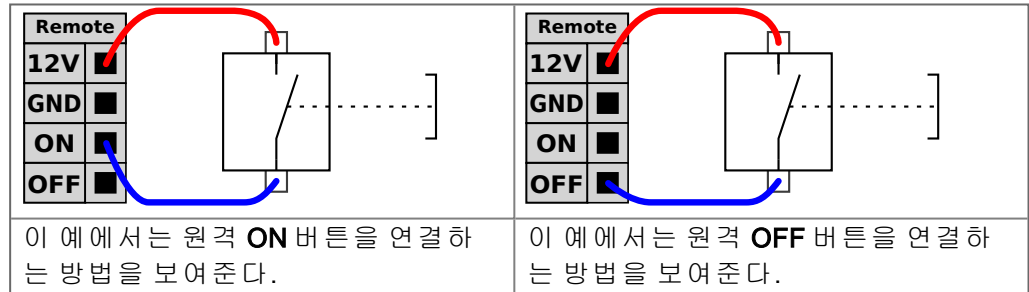 Remote
12V
GND
ON
OFF
이 예에서는 원격 ON 버튼을 연결하
는 방법을 보여준다.
Remote
12V
GND
ON
OFF
이 예에서는 원격 OFF 버튼을 연결하
는 방법을 보여준다.